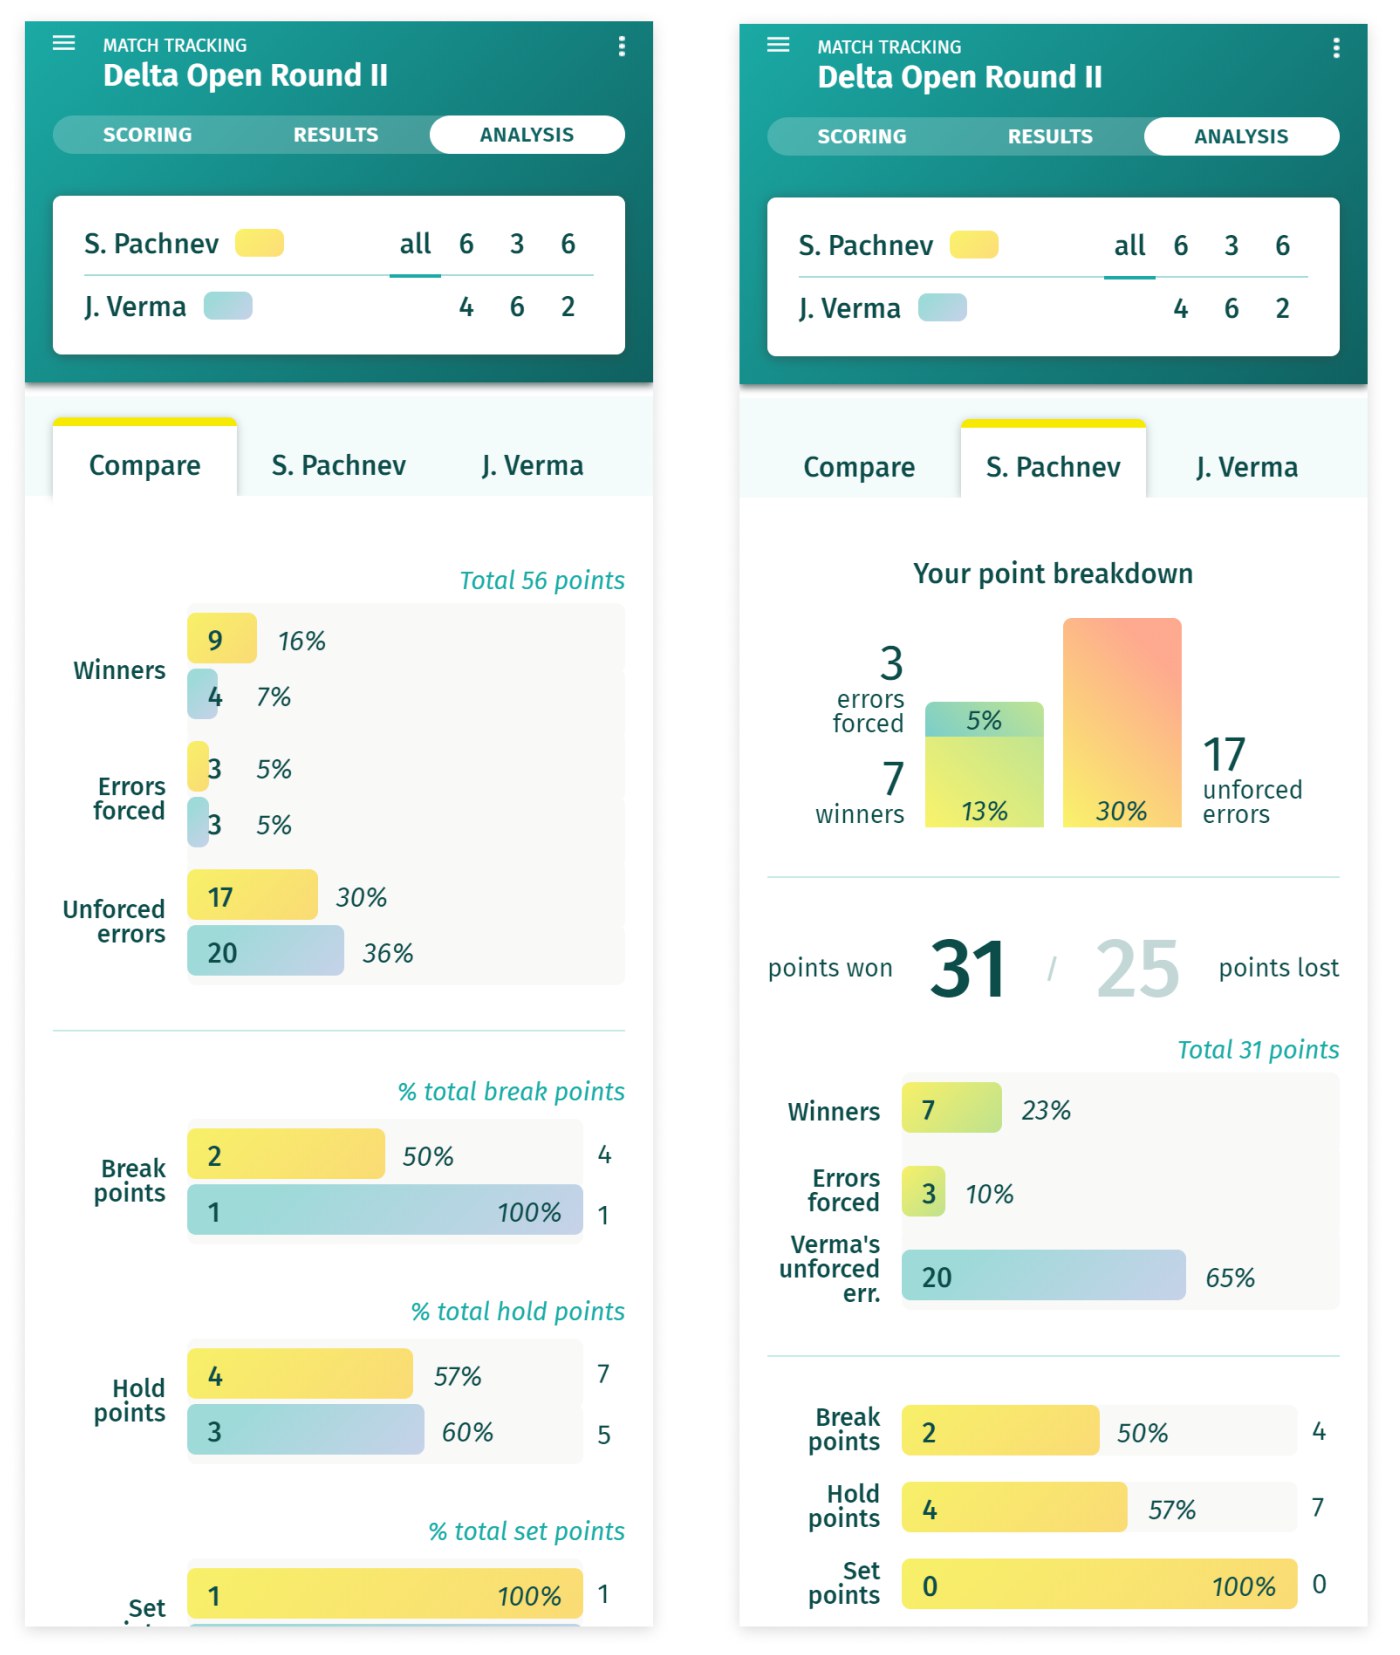 MATCH TRACKING
Delta Open Round II
SCORING RESULTS ANALYSIS
S. Pachnev all 6 3 6
J. Verma 4 6 2
Compare S. Pachnev J. Verma
Total 56 points
Winners
9 16%
4 7%
Errors
forced
3 5%
3 5%
Unforced
errors
17 30%
20 36%
% total break points
Break
points
2 50% 4
1 100% 1
% total hold points
Hold
points
4 57% 7
3 60% 5
% total set points
Set
1 100% 1
MATCH TRACKING
Delta Open Round II
SCORING RESULTS ANALYSIS
S. Pachnev all 6 3 6
J. Verma 4 6 2
Compare S. Pachnev J. Verma
Your point breakdown
3
errors
forced
5%
7
winners
13%
30%
17
unforced
errors
points won 31 / 25 points lost
Total 31 points
Winners
7 23%
Errors
forced
3 10%
Verma's
unforced
err.
20 65%
Break
points
2 50% 4
Hold
points
4 57% 7
Set
points
0 100% 0